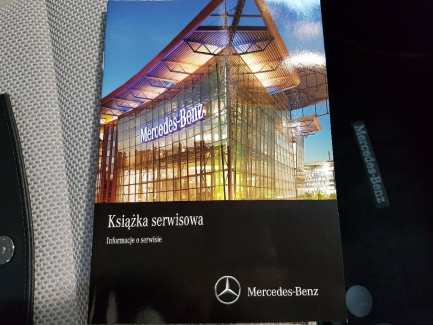 Mercedes-Benz
Książka serwisowa
Informacje o serwisie
Mercedes-Benz
Mercedes-Benz